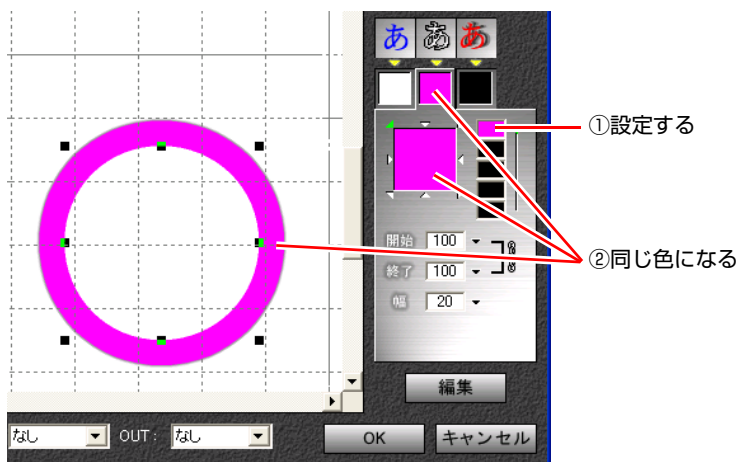 あ あ あ
①設定する
開始 100
②同じ色になる
終了 100
幅 20
編集
なし OUT： なし OK キャンセル